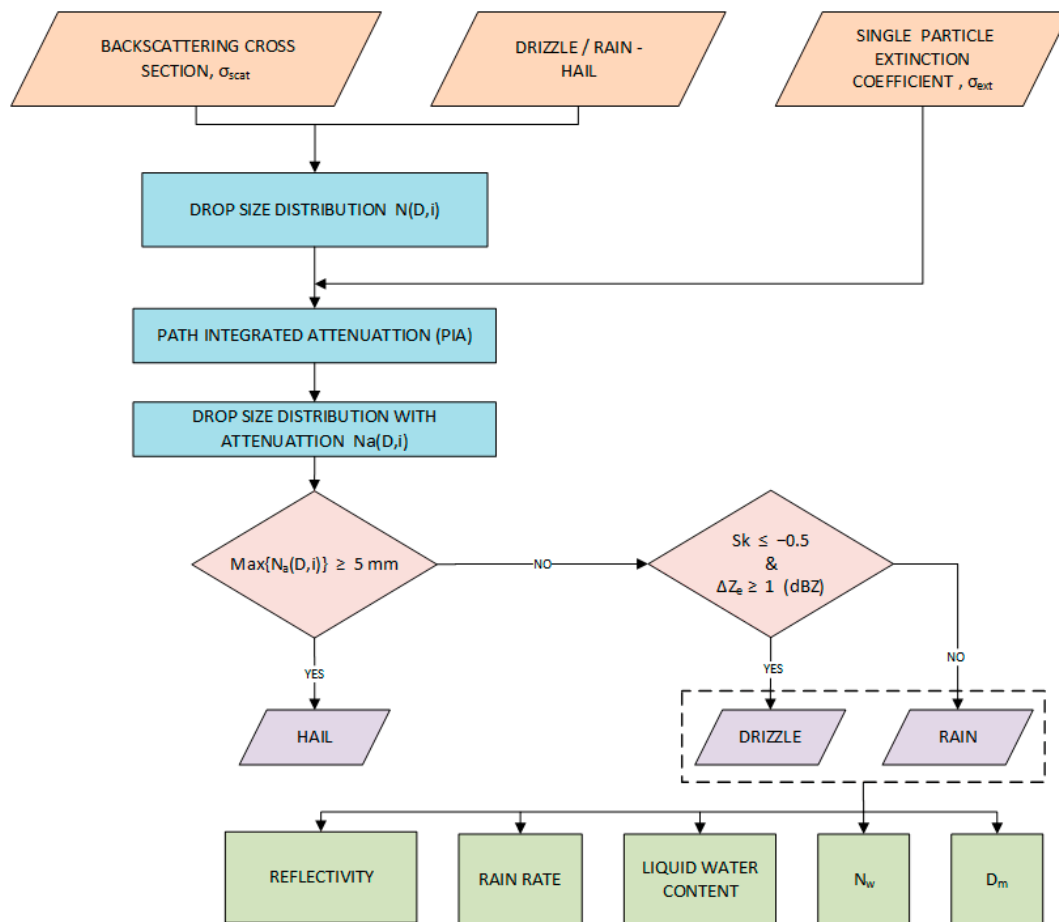 BACKSCATTERING CROSS
SECTION, σscat
DRIZZLE / RAIN -
HAIL
SINGLE PARTICLE
EXTINCTION
COEFFICIENT , σext
DROP SIZE DISTRIBUTION N(D,i)
PATH INTEGRATED ATTENUATTION (PIA)
DROP SIZE DISTRIBUTION WITH
ATTENUATTION Na(D,i)
Max{Na(D,i)} ≥ 5 mm
NO
Sk ≤ −0.5
&
ΔZe ≥ 1 (dBZ)
YES
YES
NO
HAIL
DRIZZLE
RAIN
REFLECTIVITY
RAIN RATE
LIQUID WATER
CONTENT
Nw
Dm